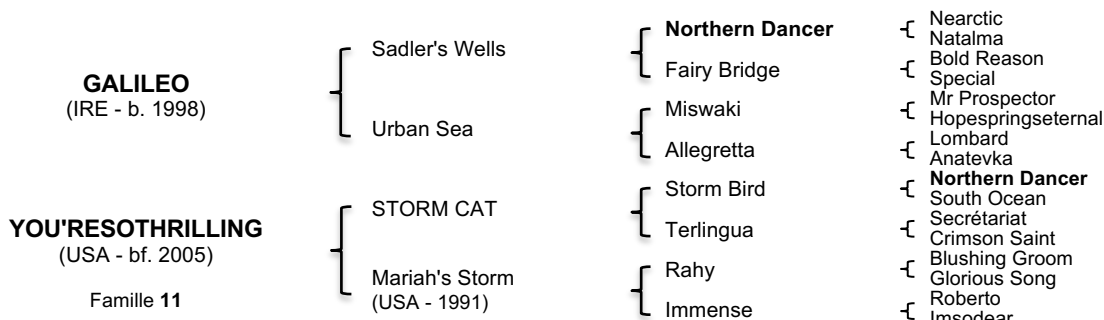 GALILEO
(IRE - b. 1998)
YOU'RESOTHRILLING
(USA - bf. 2005)
Famille 11
Sadler's Wells
Urban Sea
STORM CAT
Mariah's Storm
(USA - 1991)
Northern Dancer
Fairy Bridge
Miswaki
Allegretta
Storm Bird
Terlingua
Rahy
Immense
Nearctic
Natalma
Bold Reason
Special
Mr Prospector
Hopespringseternal
Lombard
Anatevka
Northern Dancer
South Ocean
Secrétariat
Crimson Saint
Blushing Groom
Glorious Song
Roberto
Imsodear